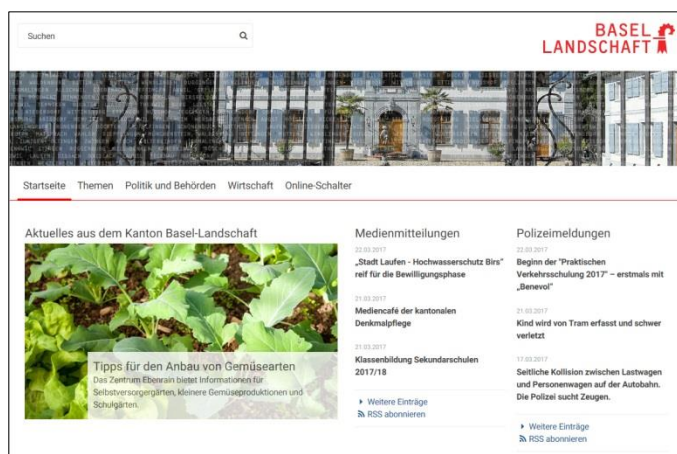 Suchen
BASEL
LANDSCHAFT
Startseite Themen Politik und Behörden Wirtschaft Online-Schalter
Aktuelles aus dem Kanton Basel-Landschaft
Tipps für den Anbau von Gemüsearten
Das Zentrum Ebenrain bietet Informationen für
Selbstversorgergärten, kleinere Gemüseproduktionen und
Schulgärten.
Medienmitteilungen
22.03.2017
„Stadt Laufen - Hochwasserschutz Birs"
reif für die Bewilligungsphase
21.03.2017
Mediencafé der kantonalen
Denkmalpflege
21.03.2017
Klassenbildung Sekundarschulen
2017/18
Weitere Einträge
RSS abonnieren
Polizeimeldungen
22.03.2017
Beginn der "Praktischen
Verkehrsschulung 2017" – erstmals mit
„Benevol"
21.03.2017
Kind wird von Tram erfasst und schwer
verletzt
17.03.2017
Seitliche Kollision zwischen Lastwagen
und Personenwagen auf der Autobahn.
Die Polizei sucht Zeugen.
Weitere Einträge
RSS abonnieren